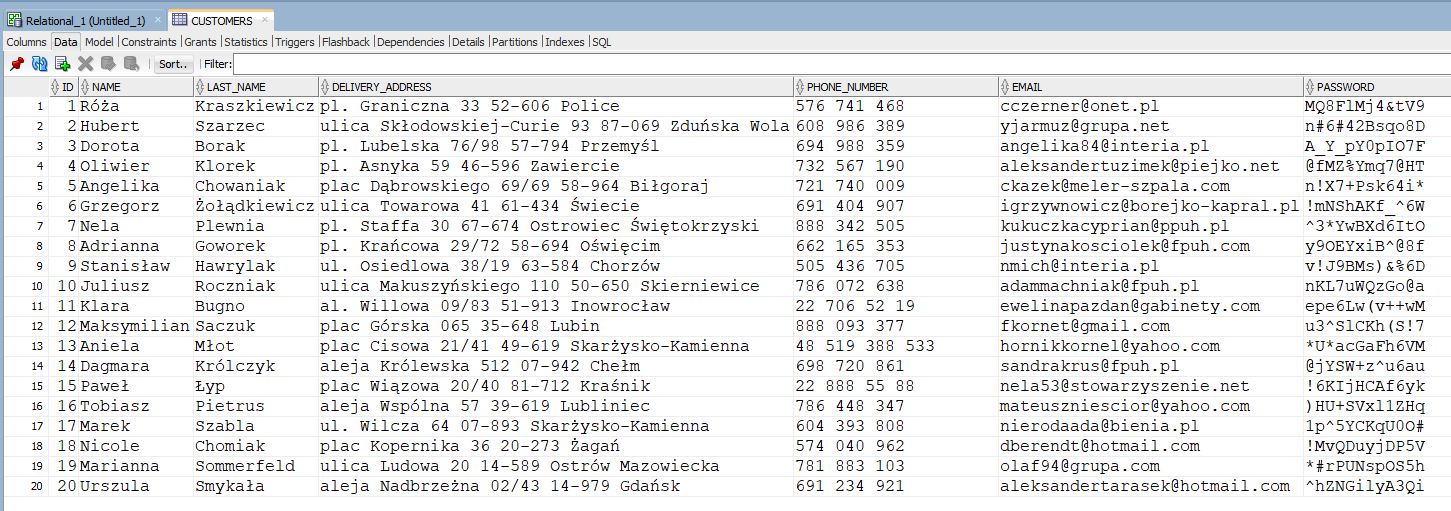 Relational_1 (Untitled_1) CUSTOMERS
Columns Data Model Constraints Grants Statistics Triggers Flashback Dependencies Details Partitions Indexes SQL
Sort.. Filter:
ID NAME LAST_NAME DELIVERY_ADDRESS PHONE_NUMBER EMAIL PASSWORD
1 1 Róża Kraszkiewicz pl. Graniczna 33 52-606 Police 576 741 468 cczerner@onet.pl MQ8FlMj4&tV9
2 2 Hubert Szarzec ulica Skłodowskiej-Curie 93 87-069 Zduńska Wola 608 986 389 yjarmuz@grupa.net n#6#42Bsqo8D
3 3 Dorota Borak pl. Lubelska 76/98 57-794 Przemyśl 694 988 359 angelika84@interia.pl A_Y_pY0pIO7F
4 4 Oliwier Klorek pl. Asnyka 59 46-596 Zawiercie 732 567 190 aleksandertuzimek@piejko.net @fMZ%Ymq7@HT
5 5 Angelika Chowaniak plac Dąbrowskiego 69/69 58-964 Biłgoraj 721 740 009 ckazek@meler-szpala.com n!X7+Psk64i*
6 6 Grzegorz Żołądkiewicz ulica Towarowa 41 61-434 Świecie 691 404 907 igrzywnowicz@borejko-kapral.pl !mNShAKf_^6W
7 7 Nela Plewnia pl. Staffa 30 67-674 Ostrowiec Świętokrzyski 888 342 505 kukuczkacyprian@ppuh.pl ^3*YwBXd6ItO
8 8 Adrianna Goworek pl. Krańcowa 29/72 58-694 Oświęcim 662 165 353 justynakosciolek@fpuh.com y9OEYxiB^@8f
9 9 Stanisław Hawrylak ul. Osiedlowa 38/19 63-584 Chorzów 505 436 705 nmich@interia.pl v!J9BMs)&%6D
10 10 Juliusz Roczniak ulica Makuszyńskiego 110 50-650 Skierniewice 786 072 638 adammachniak@fpuh.pl nKL7uWQzGo@a
11 11 Klara Bugno al. Willowa 09/83 51-913 Inowrocław 22 706 52 19 ewelinapazdan@gabinety.com epe6Lw(v++wM
12 12 Maksymilian Saczuk plac Górska 065 35-648 Lubin 888 093 377 fkornet@gmail.com u3^SlCKh(S!7
13 13 Aniela Młot plac Cisowa 21/41 49-619 Skarżysko-Kamienna 48 519 388 533 hornikkornel@yahoo.com *U*acGaFh6VM
14 14 Dagmara Królczyk aleja Królewska 512 07-942 Chełm 698 720 861 sandrakrus@fpuh.pl @jYSW+z^u6au
15 15 Paweł Łyp plac Wiązowa 20/40 81-712 Kraśnik 22 888 55 88 nela53@stowarzyszenie.net !6KIjHCAf6yk
16 16 Tobiasz Pietrus aleja Wspólna 57 39-619 Lubliniec 786 448 347 mateuszniescior@yahoo.com )HU+SVxl1ZHq
17 17 Marek Szabla ul. Wilcza 64 07-893 Skarżysko-Kamienna 604 393 808 nierodaada@bienia.pl 1p^5YCKqU0O#
18 18 Nicole Chomiak plac Kopernika 36 20-273 Żagań 574 040 962 dberendt@hotmail.com !MvQDuyjDP5V
19 19 Marianna Sommerfeld ulica Ludowa 20 14-589 Ostrów Mazowiecka 781 883 103 olaf94@grupa.com *#rPUNspOS5h
20 20 Urszula Smykała aleja Nadbrzeżna 02/43 14-979 Gdańsk 691 234 921 aleksandertarasek@hotmail.com ^hZNGilyA3Qi